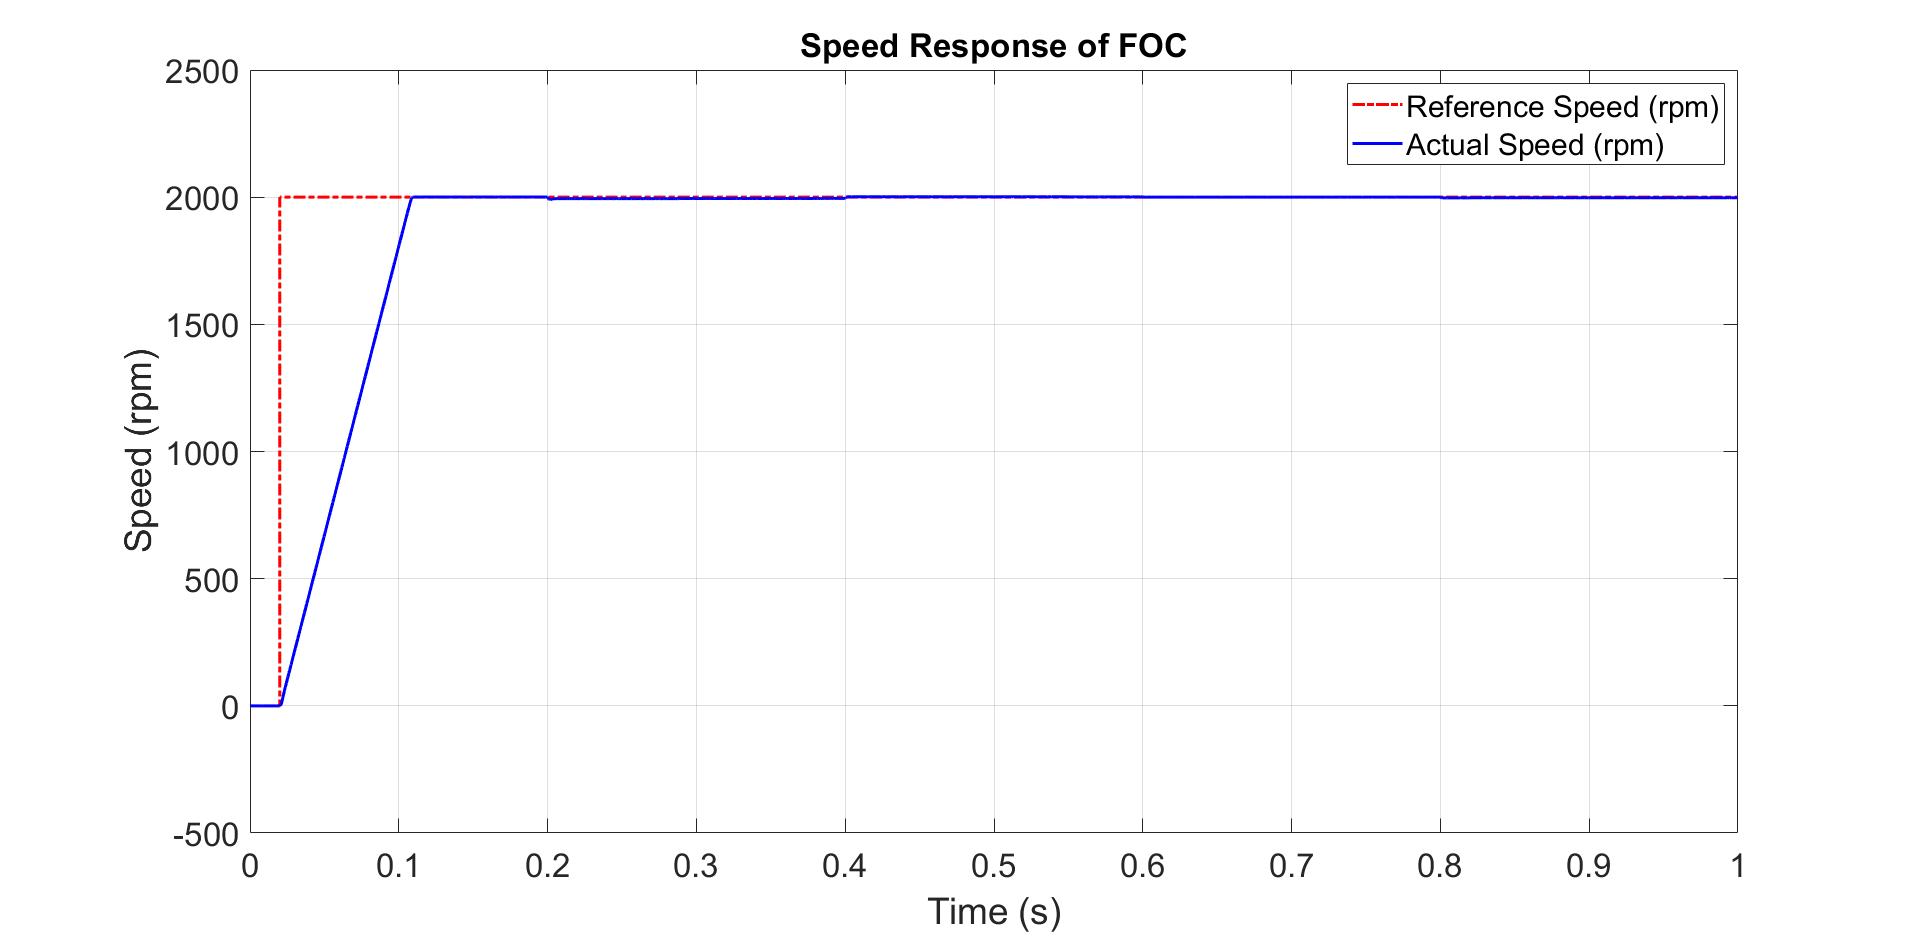 Speed Response of FOC
Reference Speed (rpm)
Actual Speed (rpm)
Speed (rpm)
2500
2000
1500
1000
500
0
-500
0 0.1 0.2 0.3 0.4 0.5 0.6 0.7 0.8 0.9 1
Time (s)